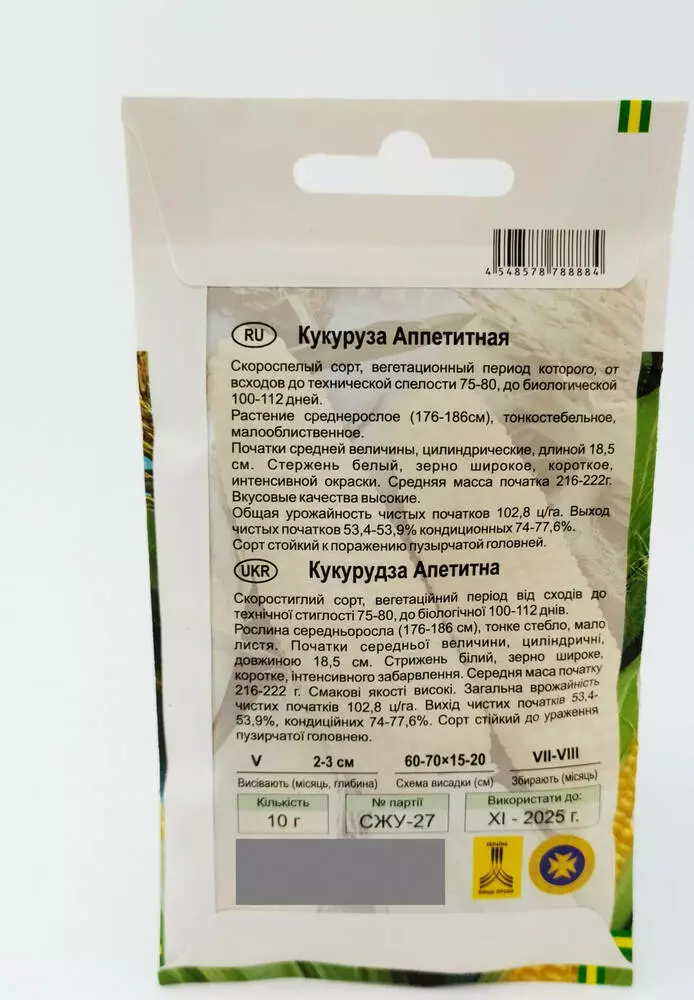 4 548578 788884
RU Кукуруза Аппетитная
Скороспелый сорт, вегетационный период которого, от
всходов до технической спелости 75-80, до биологической
100-112 дней.
Растение среднерослое (176-186см), тонкостебельное,
малооблиственное.
Початки средней величины, цилиндрические, длиной 18,5
см. Стержень белый, зерно широкое, короткое,
интенсивной окраски. Средняя масса початка 216-222г.
Вкусовые качества высокие.
Общая урожайность чистых початков 102,8 ц/га. Выход
чистых початков 53,4-53,9% кондиционных 74-77,6%.
Сорт стойкий к поражению пузырчатой головней.
UKR Кукурудза Апетитна
Скоростиглий сорт, вегетаційний період від сходів до
технічної стиглості 75-80, до біологічної 100-112 днів.
Рослина середньоросла (176-186 см), тонке стебло, мало
листя. Початки середньої величини, циліндричні,
довжиною 18,5 см. Стрижень білий, зерно широке,
коротке, інтенсивного забарвлення. Середня маса початку
216-222 г. Смакові якості високі. Загальна врожайність
чистих початків 102,8 ц/га. Вихід чистих початків 53,4-
53,9%, кондиційних 74-77,6%. Сорт стійкий до ураження
пузирчатої головнею.
V 2-3 см 60-70×15-20 VII-VIII
Висівають (місяць, глибина) Схема висадки (см) Збирають (місяць)
Кількість № партії Використати до:
10 г СЖУ-27 XI - 2025 г.
УКРАЇНА
ВИЩА ПРОБА